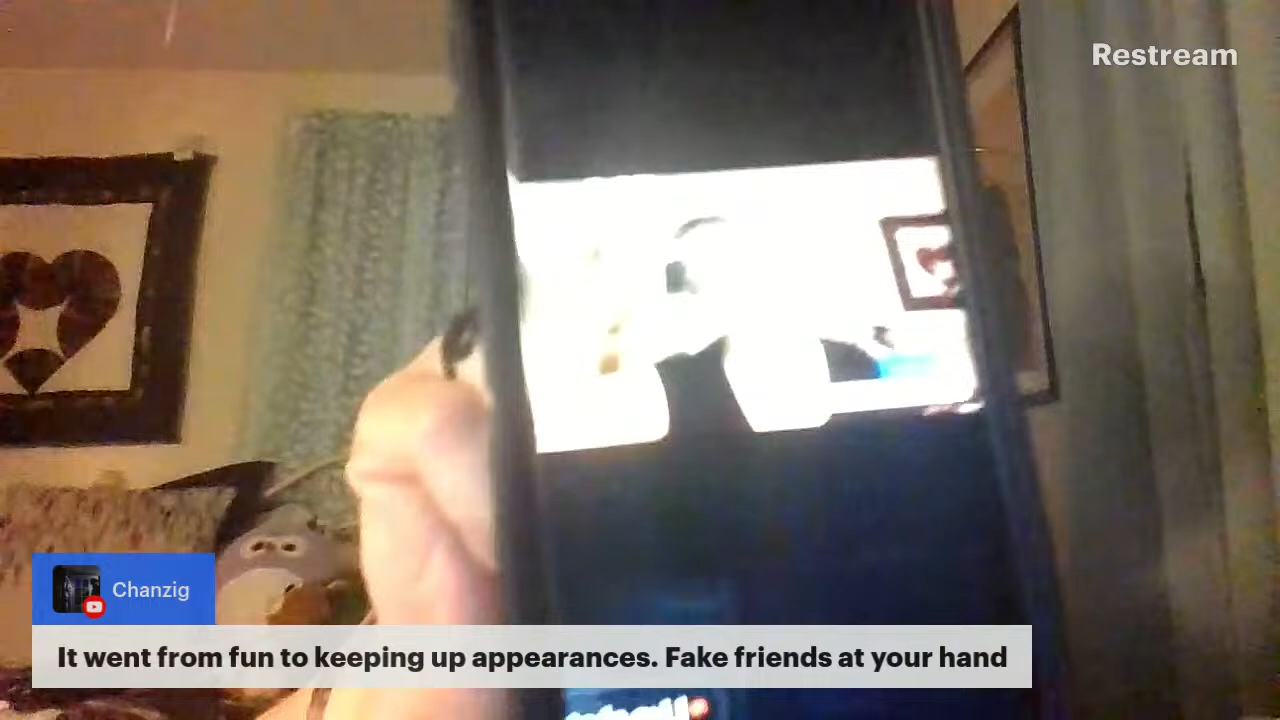 Restream
Chanzig
It went from fun to keeping up appearances. Fake friends at your hand